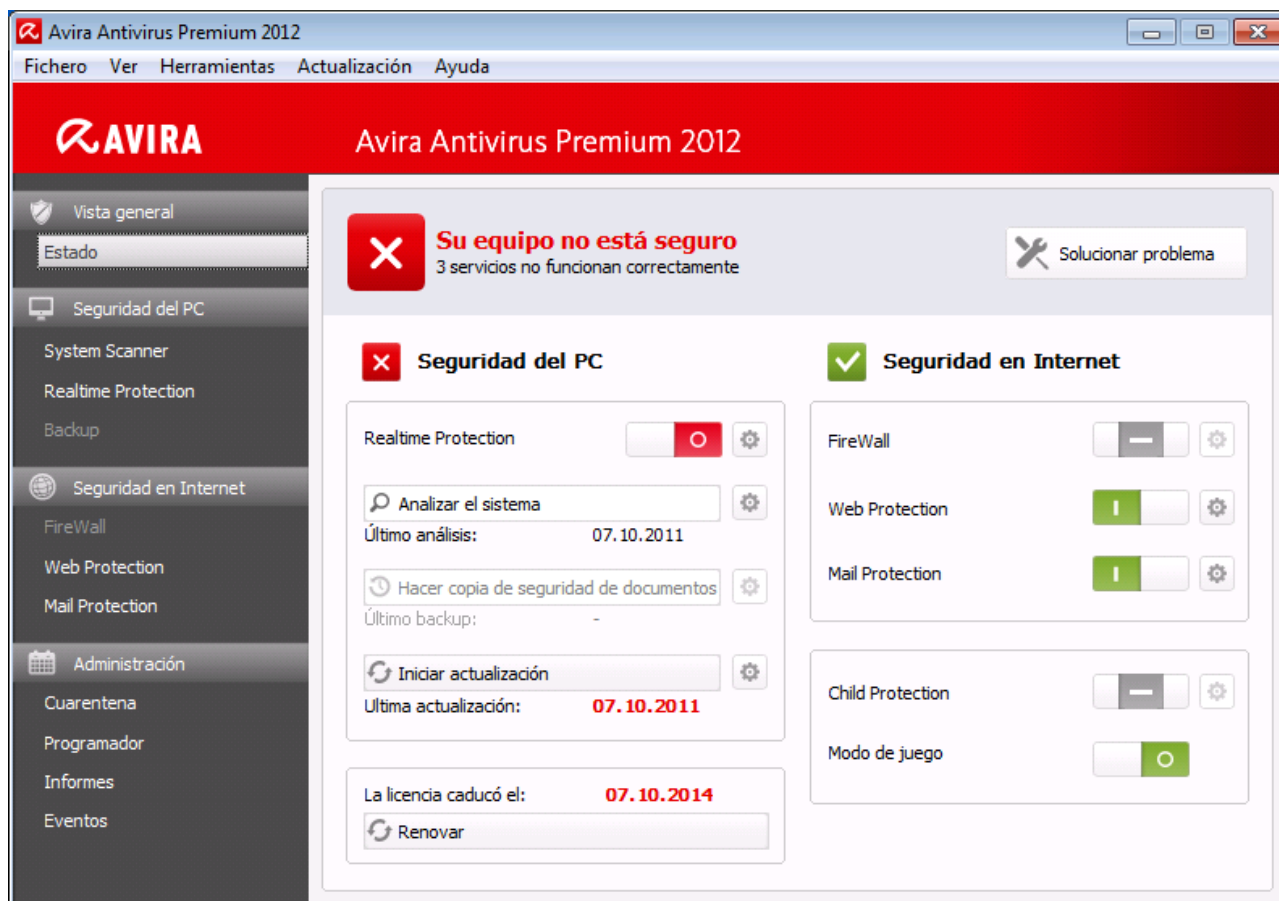 Avira Antivirus Premium 2012
Fichero Ver Herramientas Actualización Ayuda
AVIRA
Avira Antivirus Premium 2012
Vista general
Estado
Seguridad del PC
System Scanner
Realtime Protection
Backup
Seguridad en Internet
FireWall
Web Protection
Mail Protection
Administración
Cuarentena
Programador
Informes
Eventos
Su equipo no está seguro
3 servicios no funcionan correctamente
Solucionar problema
Seguridad del PC
Realtime Protection
Analizar el sistema
Último análisis: 07.10.2011
Hacer copia de seguridad de documentos
Último backup: -
Iniciar actualización
Ultima actualización: 07.10.2011
La licencia caducó el: 07.10.2014
Renovar
Seguridad en Internet
FireWall
Web Protection
Mail Protection
Child Protection
Modo de juego